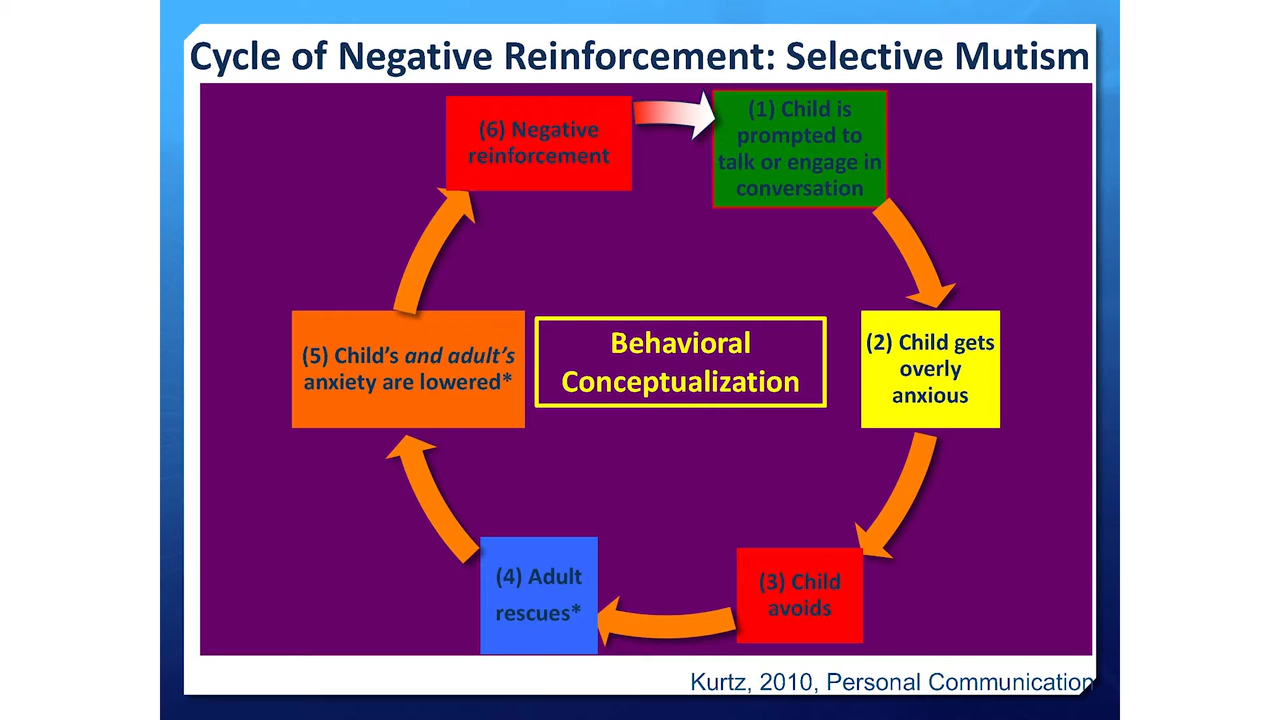 Cycle of Negative Reinforcement: Selective Mutism
(6) Negative
reinforcement
(1) Child is
prompted to
talk or engage in
conversation
(2) Child gets
overly
anxious
(3) Child
avoids
(4) Adult
rescues*
(5) Child’s and adult’s
anxiety are lowered*
Behavioral
Conceptualization
Kurtz, 2010, Personal Communication